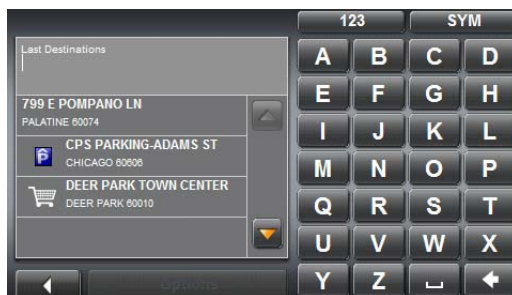 123 SYM
Last Destinations
799 E POMPANO LN
PALATINE 60074
CPS PARKING-ADAMS ST
CHICAGO 60606
DEER PARK TOWN CENTER
DEER PARK 60010
Options
A B C D
E F G H
I J K L
M N O P
Q R S T
U V W X
Y Z